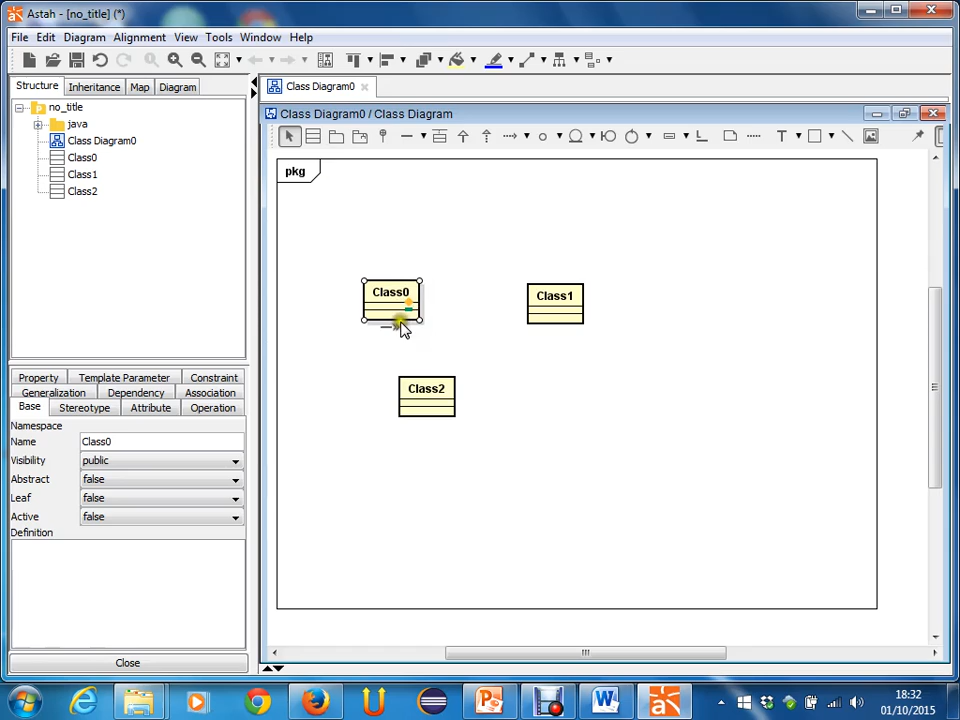 Astah - [no_title] (*)
File Edit Diagram Alignment View Tools Window Help
Structure Inheritance Map Diagram
Class Diagram0
no_title
java
Class Diagram0
Class0
Class1
Class2
Class Diagram0 / Class Diagram
pkg
Class0
Class1
Class2
Property Template Parameter Constraint
Generalization Dependency Association
Base Stereotype Attribute Operation
Namespace
Name Class0
Visibility public
Abstract false
Leaf false
Active false
Definition
Close
18:32
01/10/2015